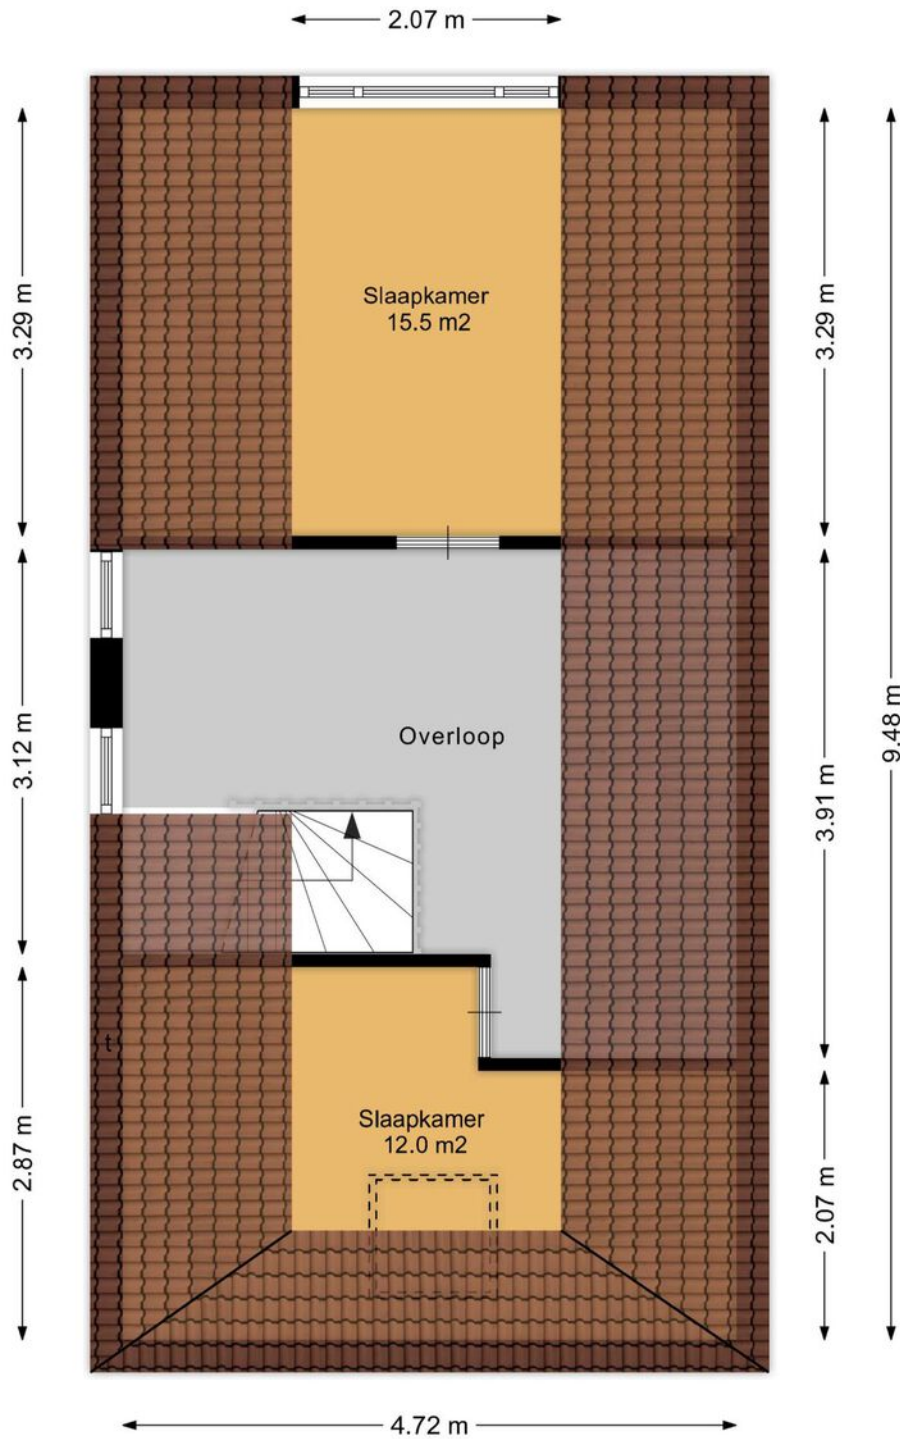 2.07 m
3.29 m
3.29 m
Slaapkamer
15.5 m2
9.48 m
3.12 m
Overloop
3.91 m
t
2.87 m
Slaapkamer
12.0 m2
2.07 m
4.72 m